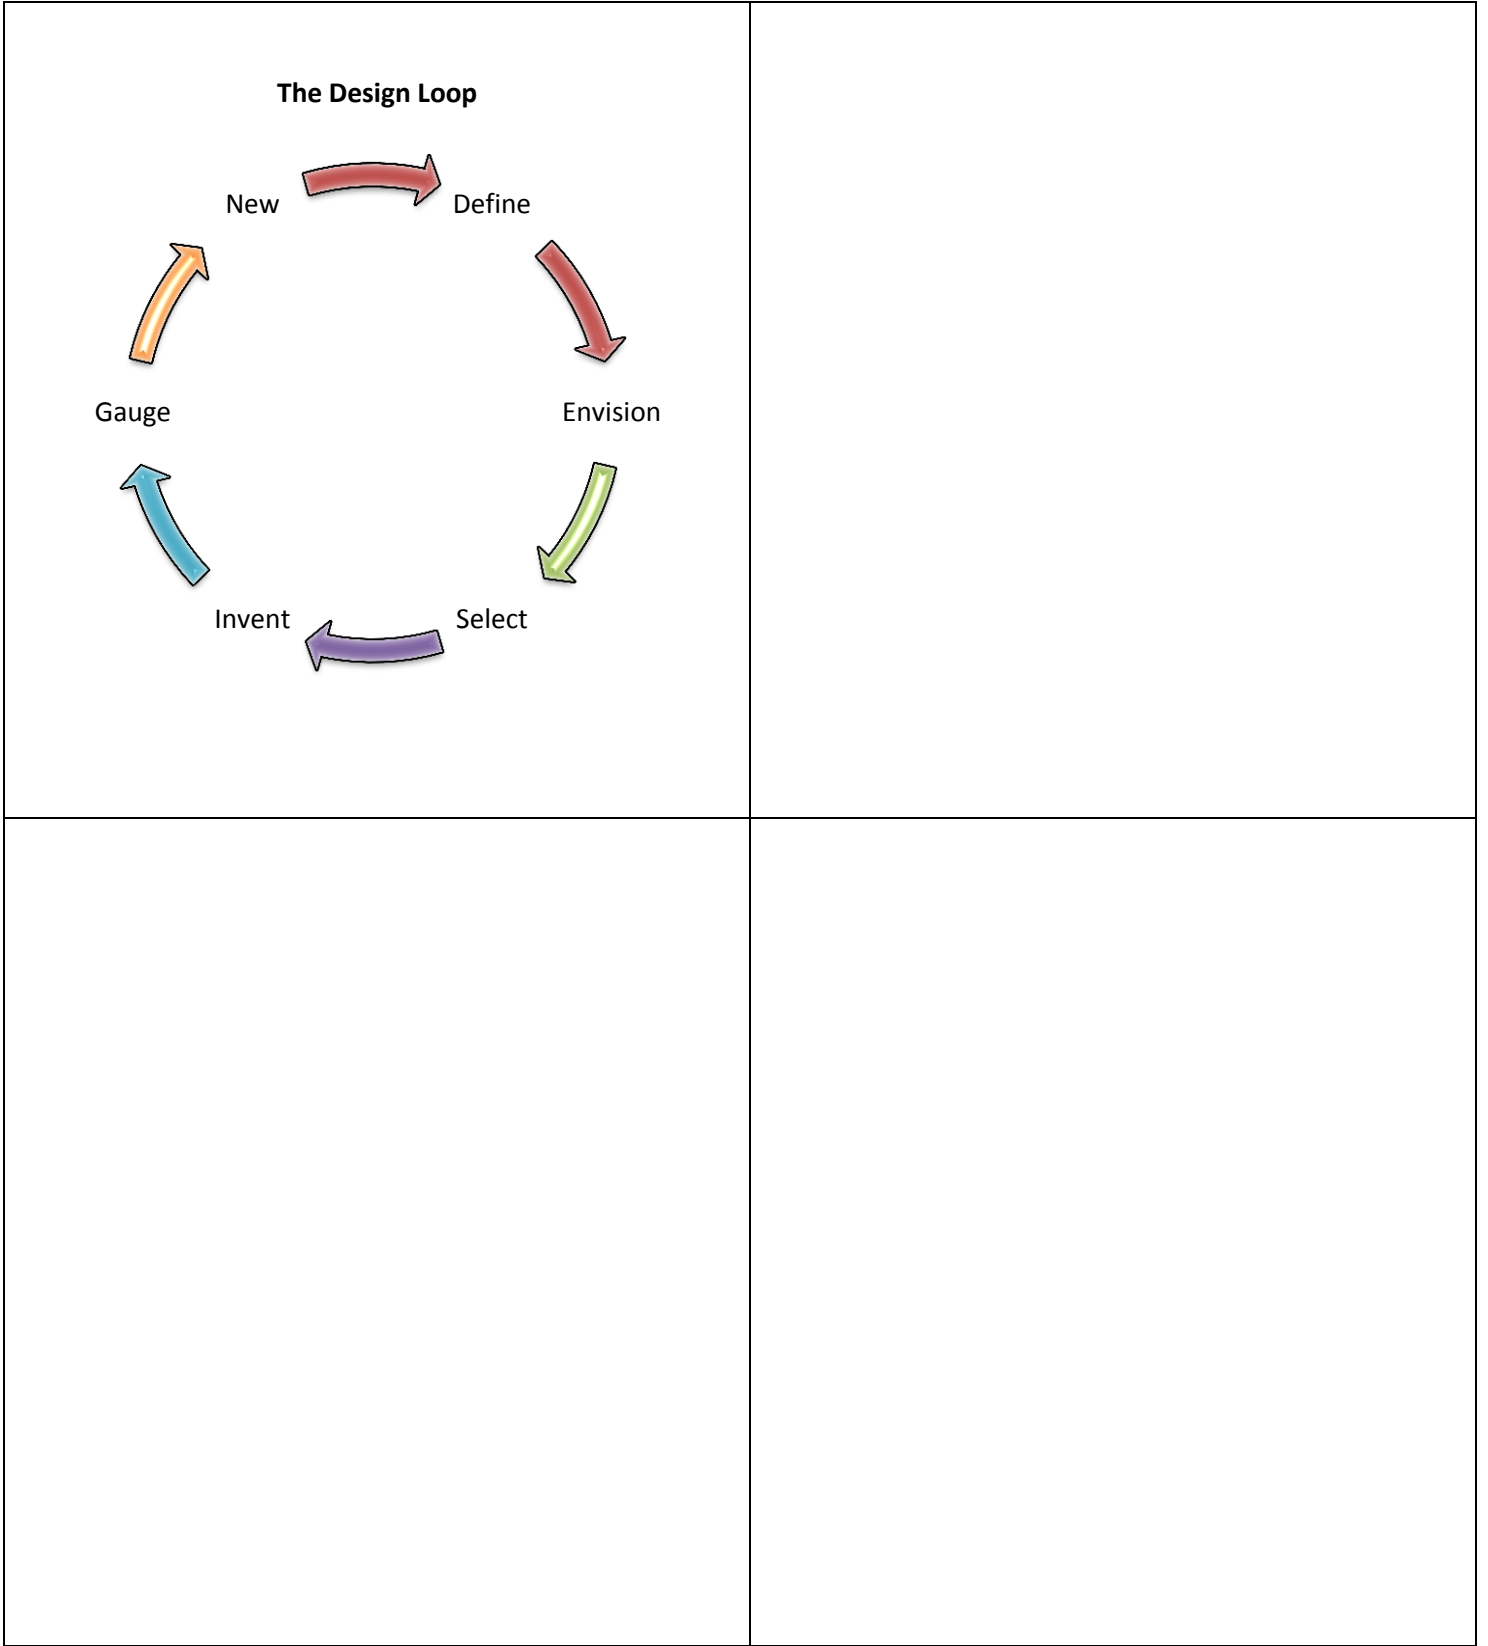 The Design Loop
New
Define
Envision
Select
Invent
Gauge